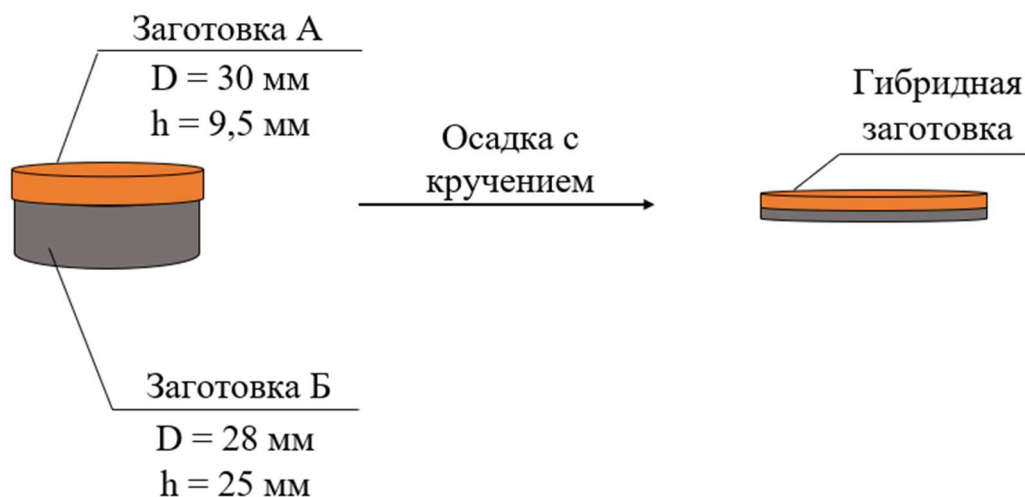 Заготовка А
D = 30 мм
h = 9,5 мм
Осадка с
кручением
Гибридная
заготовка
Заготовка Б
D = 28 мм
h = 25 мм